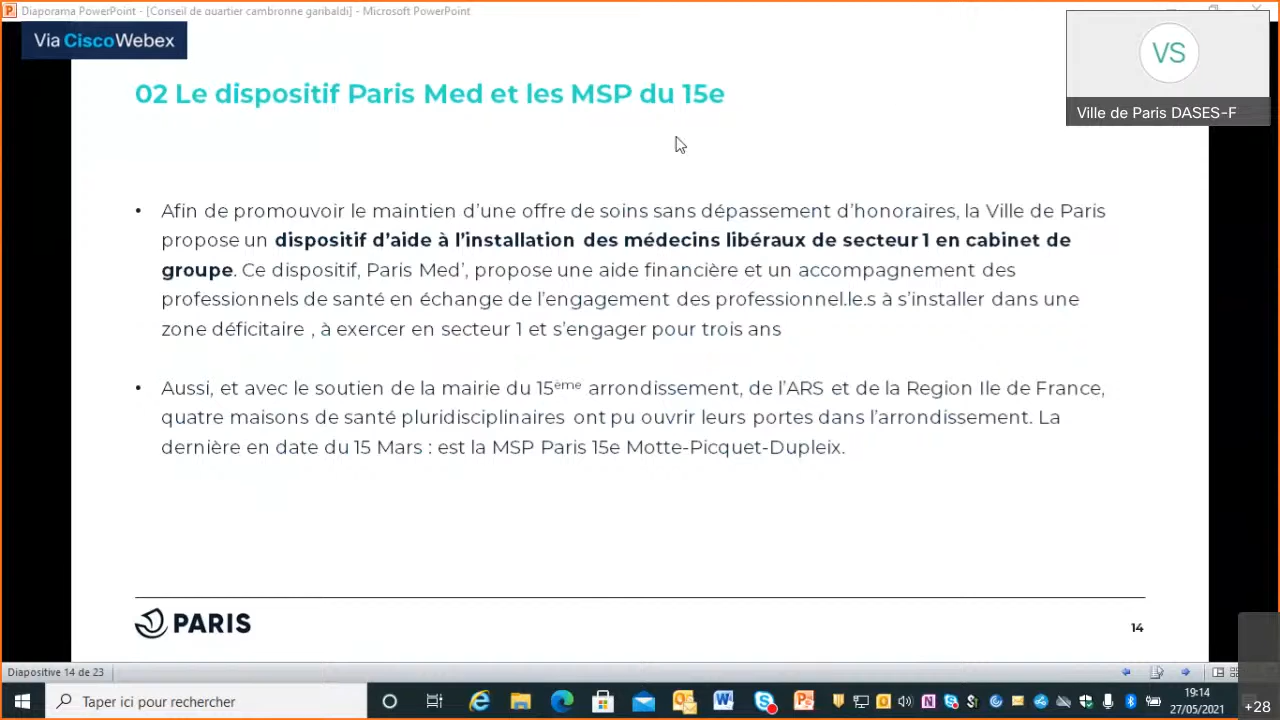 Diaporama PowerPoint - [Conseil de quartier cambronne garibaldi] - Microsoft PowerPoint
Via CiscoWebex
VS
Ville de Paris DASES-F
02 Le dispositif Paris Med et les MSP du 15e
• Afin de promouvoir le maintien d’une offre de soins sans dépassement d’honoraires, la Ville de Paris
propose un dispositif d’aide à l’installation des médecins libéraux de secteur 1 en cabinet de
groupe. Ce dispositif, Paris Med’, propose une aide financière et un accompagnement des
professionnels de santé en échange de l’engagement des professionnel.le.s à s’installer dans une
zone déficitaire , à exercer en secteur 1 et s’engager pour trois ans
• Aussi, et avec le soutien de la mairie du 15ème arrondissement, de l’ARS et de la Region Ile de France,
quatre maisons de santé pluridisciplinaires ont pu ouvrir leurs portes dans l’arrondissement. La
dernière en date du 15 Mars : est la MSP Paris 15e Motte-Picquet-Dupleix.
PARIS
14
Diapositive 14 de 23
Taper ici pour rechercher
19:14
27/05/2021
+28